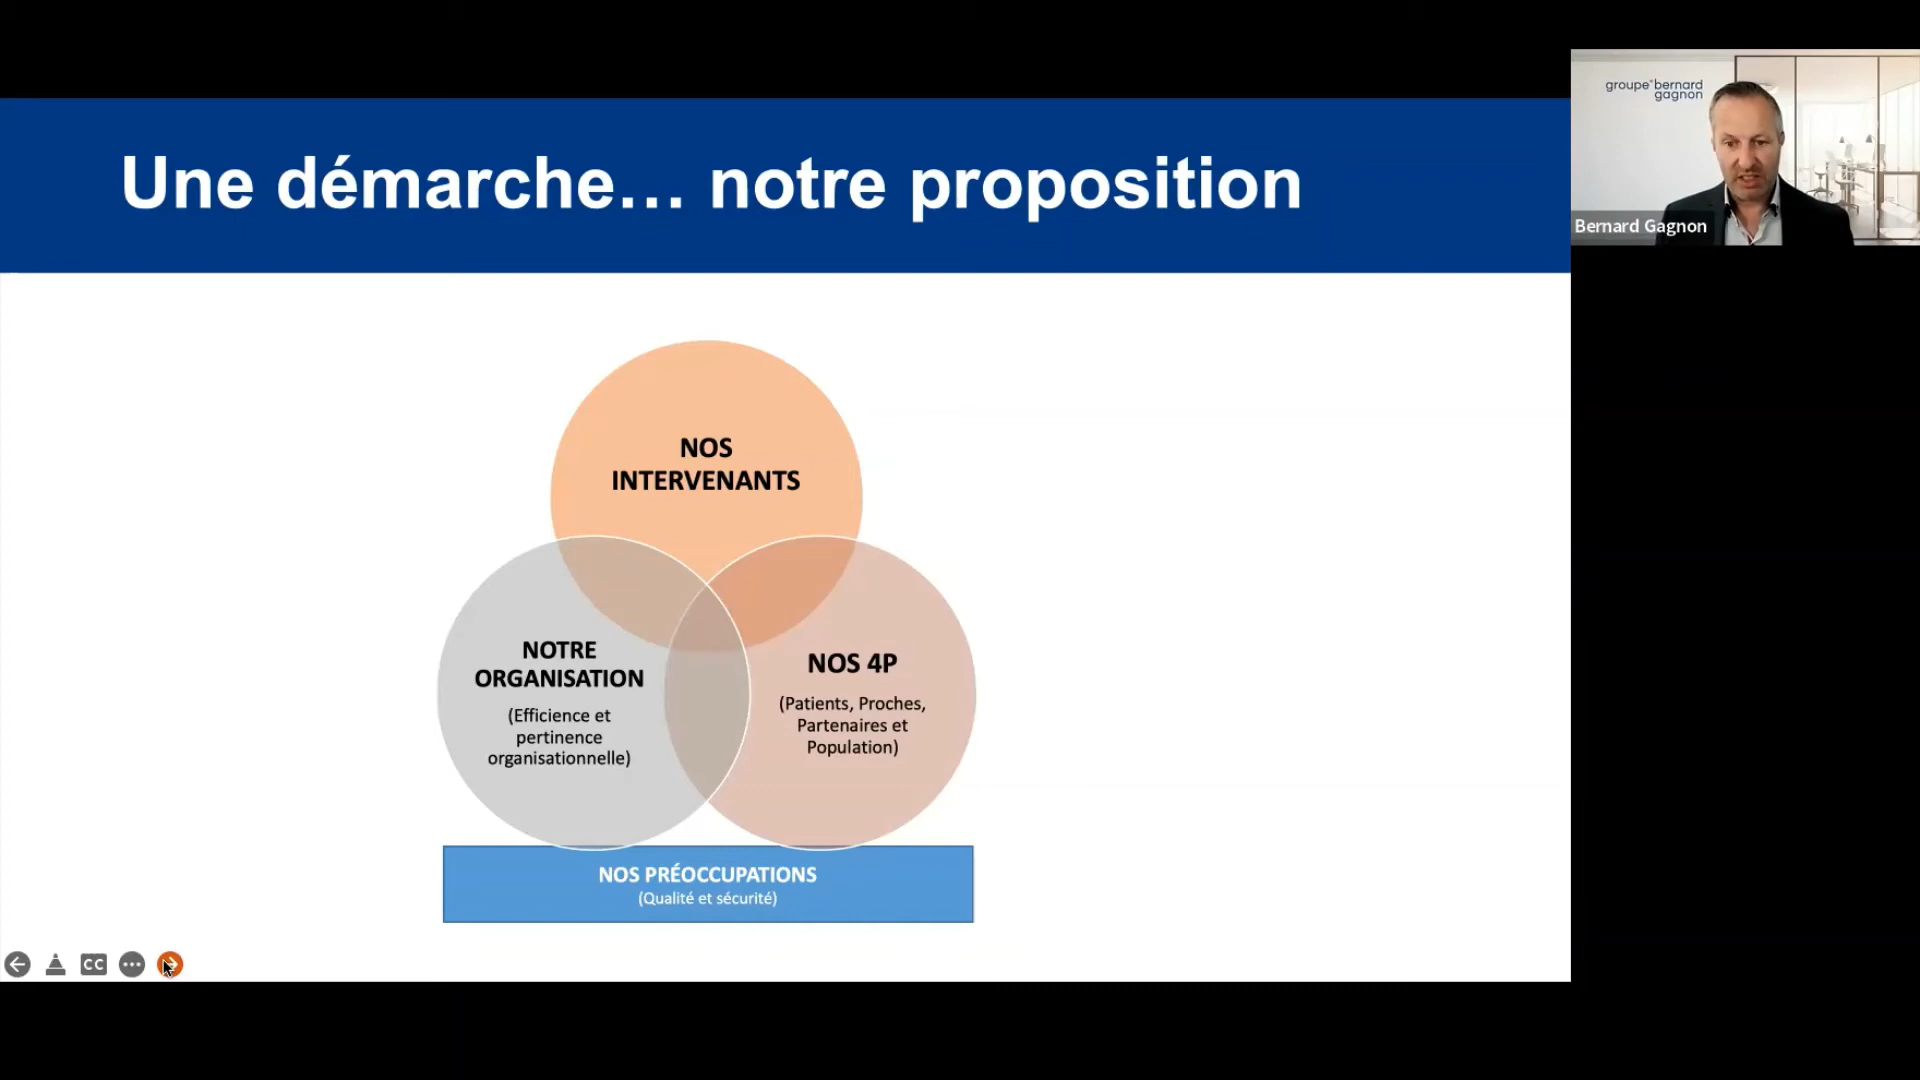 Une démarche… notre proposition
groupe bernard
gagnon
Bernard Gagnon
NOS
INTERVENANTS
NOTRE
ORGANISATION
(Efficience et
pertinence
organisationnelle)
NOS 4P
(Patients, Proches,
Partenaires et
Population)
NOS PRÉOCCUPATIONS
(Qualité et sécurité)
CC